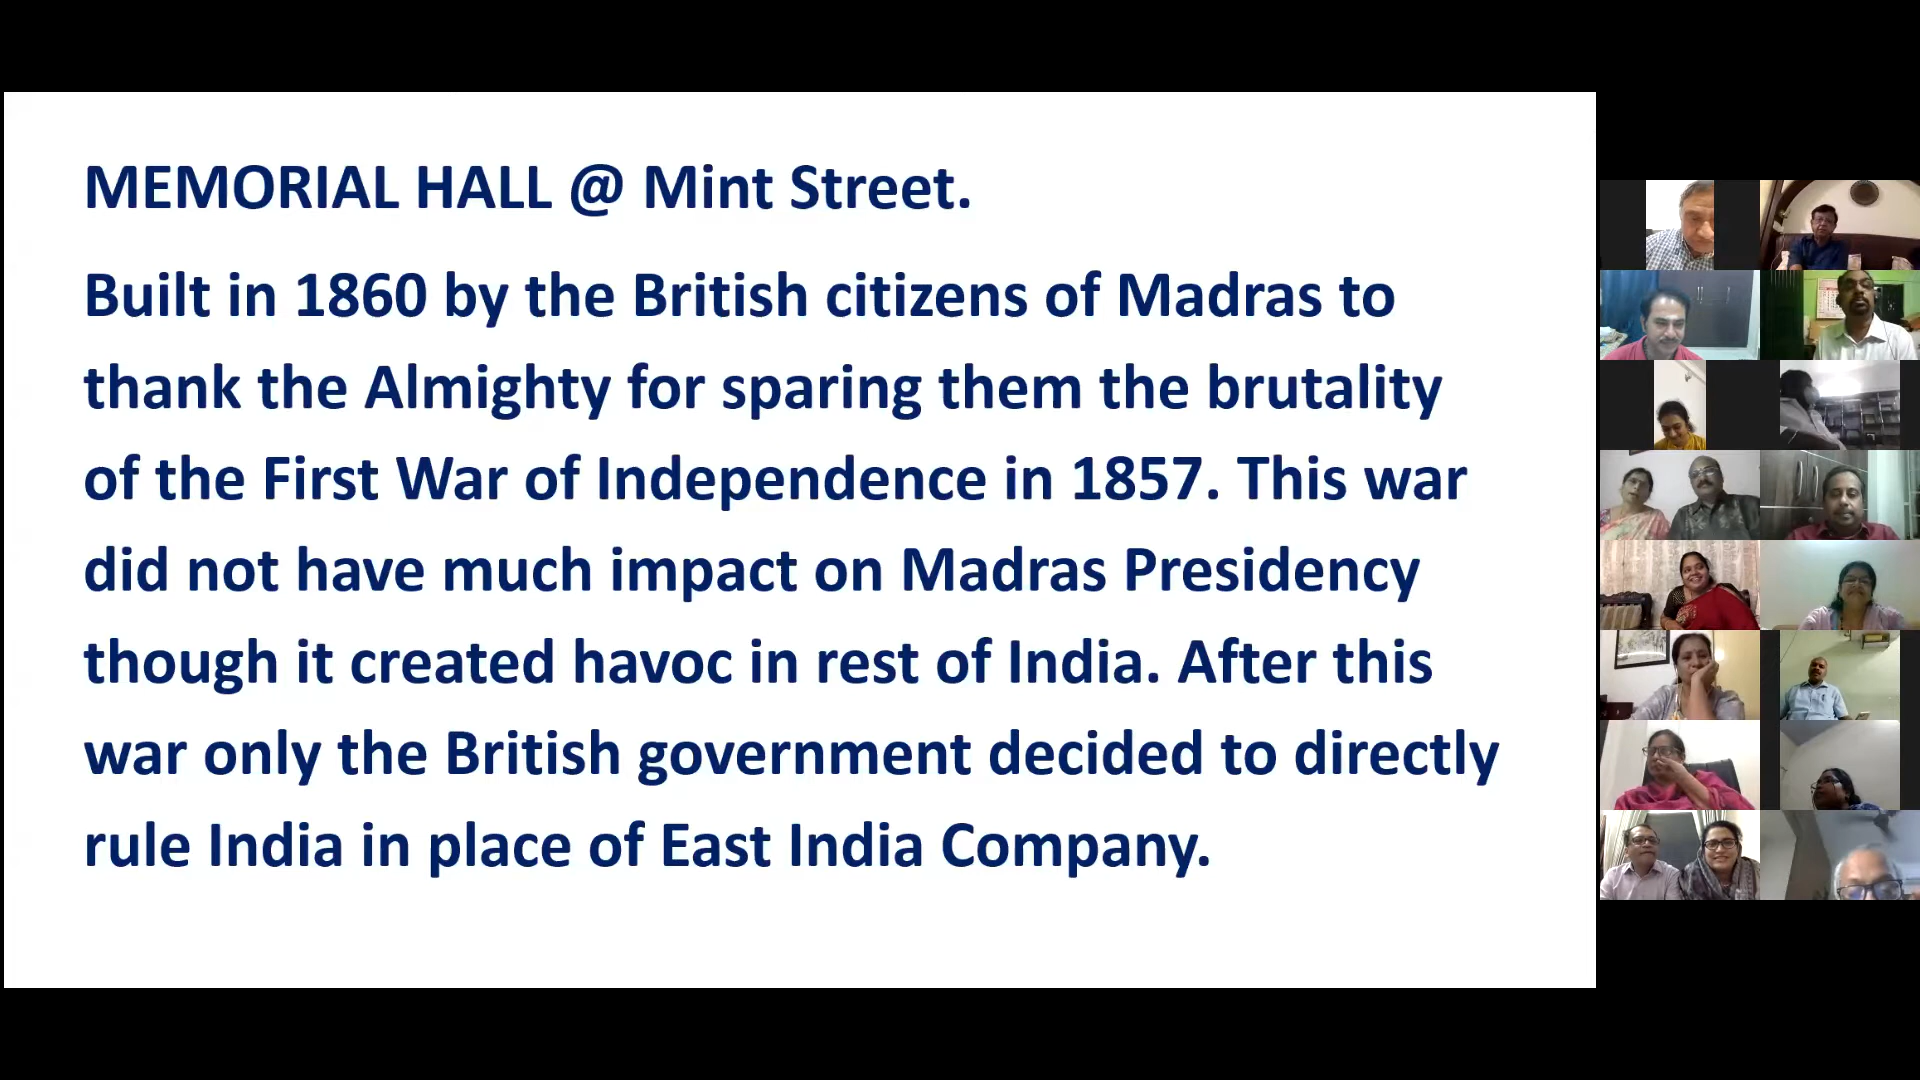 MEMORIAL HALL @ Mint Street.
Built in 1860 by the British citizens of Madras to
thank the Almighty for sparing them the brutality
of the First War of Independence in 1857. This war
did not have much impact on Madras Presidency
though it created havoc in rest of India. After this
war only the British government decided to directly
rule India in place of East India Company.